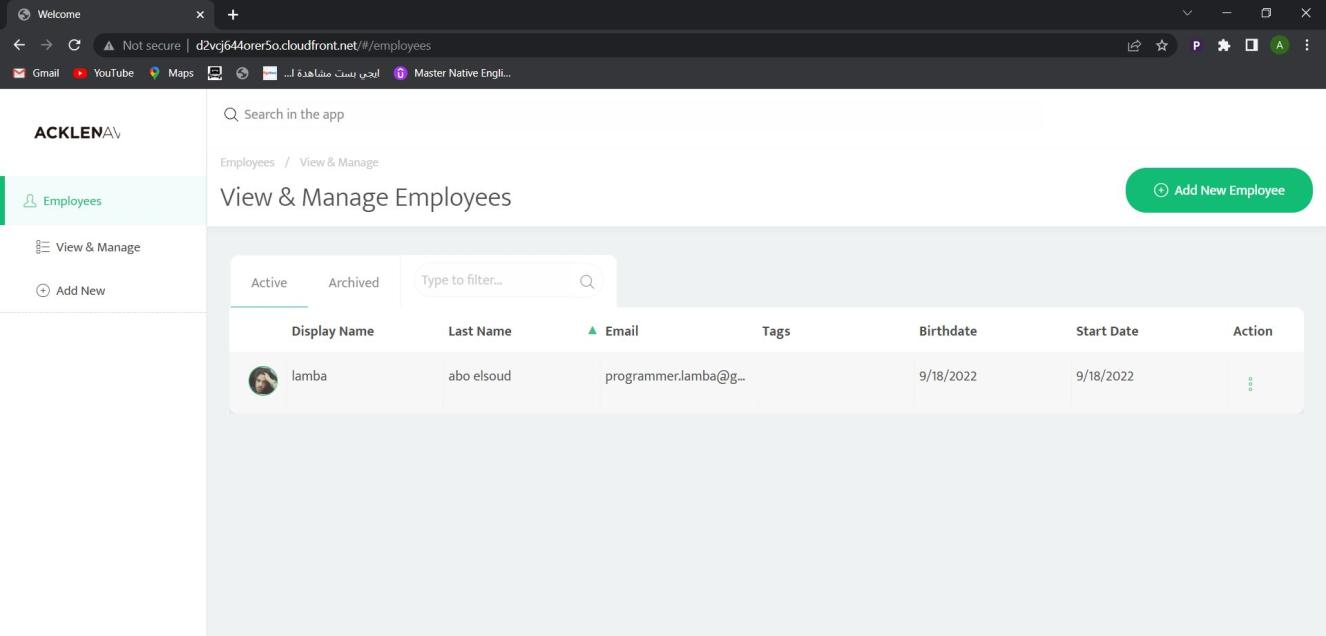 Welcome
Not secure | d2vcj644orer5o.cloudfront.net/#/employees
P
A
Gmail YouTube Maps ايجي بست مشاهدة ا... Master Native Engli...
ACKLENAV
Search in the app
Employees / View & Manage
View & Manage Employees
Add New Employee
Employees
View & Manage
Add New
Active Archived Type to filter...
Display Name Last Name Email Tags Birthdate Start Date Action
lamba abo elsoud programmer.lamba@g... 9/18/2022 9/18/2022